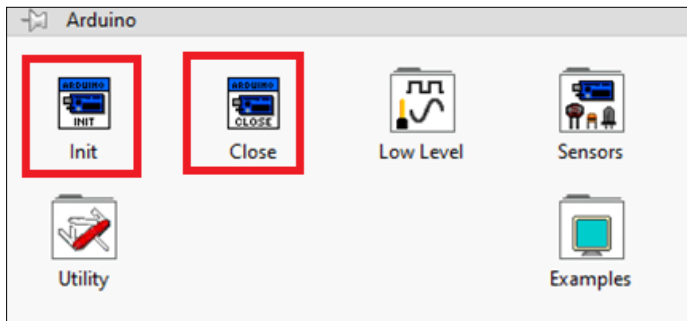 Arduino
ARDUINO
INIT
Init
ARDUINO
CLOSE
Close
Low Level
Sensors
Utility
Examples